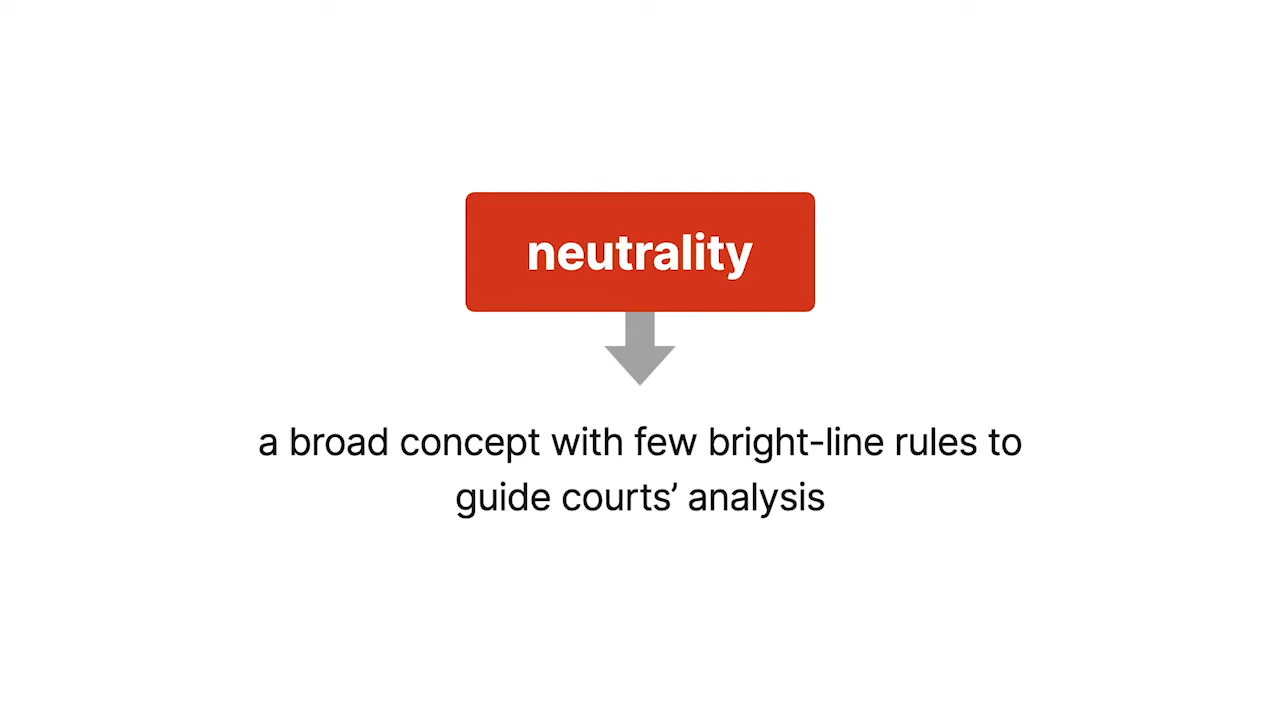 neutrality
a broad concept with few bright-line rules to
guide courts’ analysis